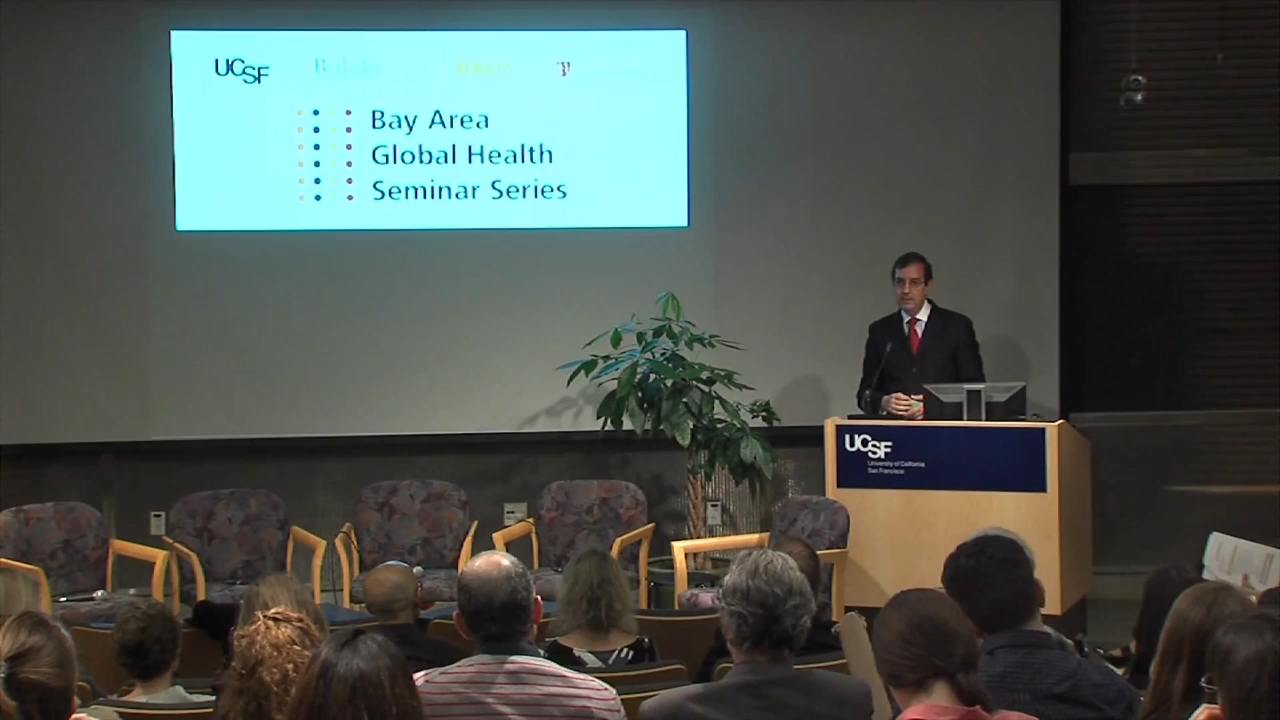 UCSF
Bay Area
Global Health
Seminar Series
UCSF
University of California
San Francisco